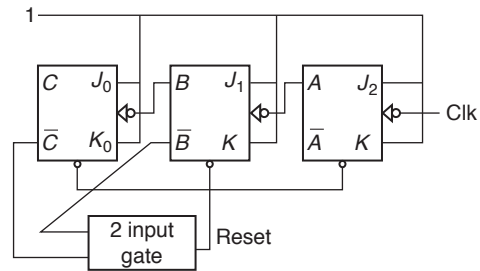 1
C J₀ B J₁ A J₂
Clk
C̅ K₀ B̅ K A̅ K
2 input
gate
Reset